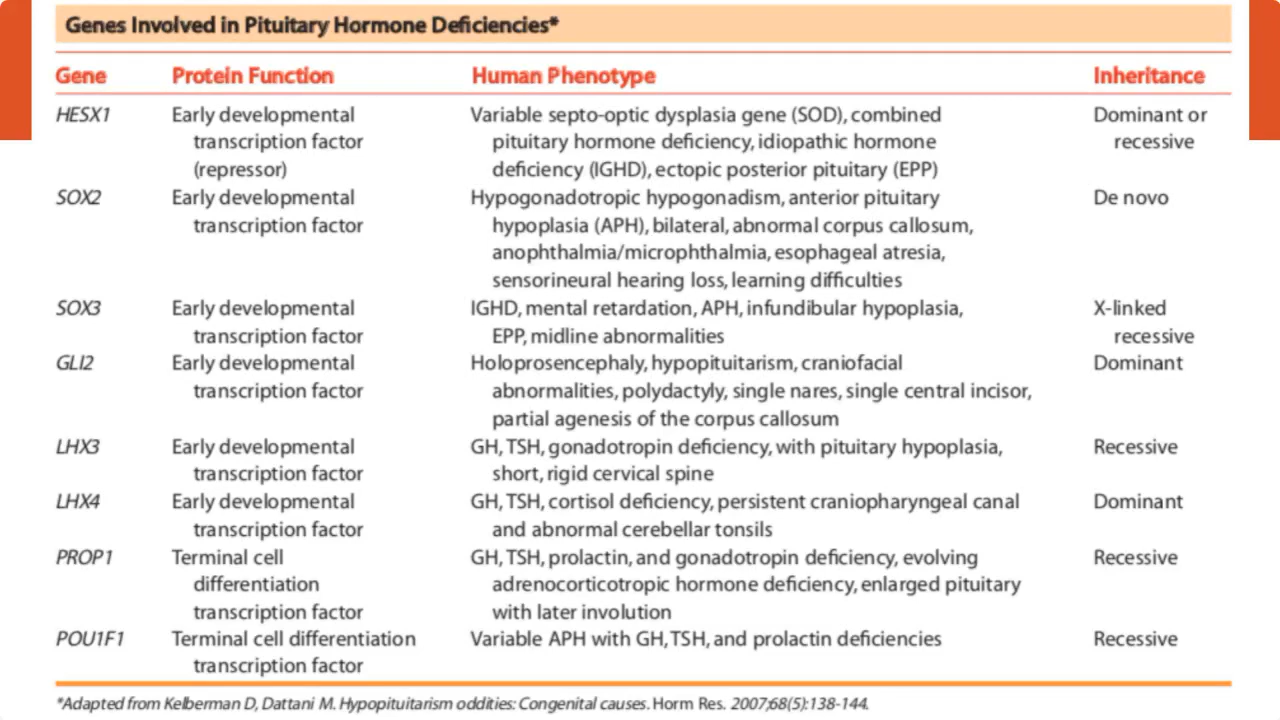 Genes Involved in Pituitary Hormone Deficiencies*
Gene Protein Function Human Phenotype Inheritance
HESX1 Early developmental Variable septo-optic dysplasia gene (SOD), combined Dominant or
transcription factor pituitary hormone deficiency, idiopathic hormone recessive
(repressor) deficiency (IGHD), ectopic posterior pituitary (EPP)
SOX2 Early developmental Hypogonadotropic hypogonadism, anterior pituitary De novo
transcription factor hypoplasia (APH), bilateral, abnormal corpus callosum,
anophthalmia/microphthalmia, esophageal atresia,
sensorineural hearing loss, learning difficulties
SOX3 Early developmental IGHD, mental retardation, APH, infundibular hypoplasia, X-linked
transcription factor EPP, midline abnormalities recessive
GLI2 Early developmental Holoprosencephaly, hypopituitarism, craniofacial Dominant
transcription factor abnormalities, polydactyly, single nares, single central incisor,
partial agenesis of the corpus callosum
LHX3 Early developmental GH, TSH, gonadotropin deficiency, with pituitary hypoplasia, Recessive
transcription factor short, rigid cervical spine
LHX4 Early developmental GH, TSH, cortisol deficiency, persistent craniopharyngeal canal Dominant
transcription factor and abnormal cerebellar tonsils
PROP1 Terminal cell GH, TSH, prolactin, and gonadotropin deficiency, evolving Recessive
differentiation adrenocorticotropic hormone deficiency, enlarged pituitary
transcription factor with later involution
POU1F1 Terminal cell differentiation Variable APH with GH, TSH, and prolactin deficiencies Recessive
transcription factor
*Adapted from Kelberman D, Dattani M. Hypopituitarism oddities: Congenital causes. Horm Res. 2007;68(5):138-144.